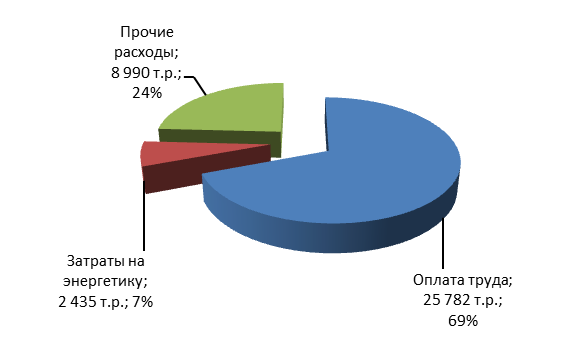 Прочие
расходы;
8 990 т.р.;
24%
Затраты на
энергетику;
2 435 т.р.; 7%
Оплата труда;
25 782 т.р.;
69%